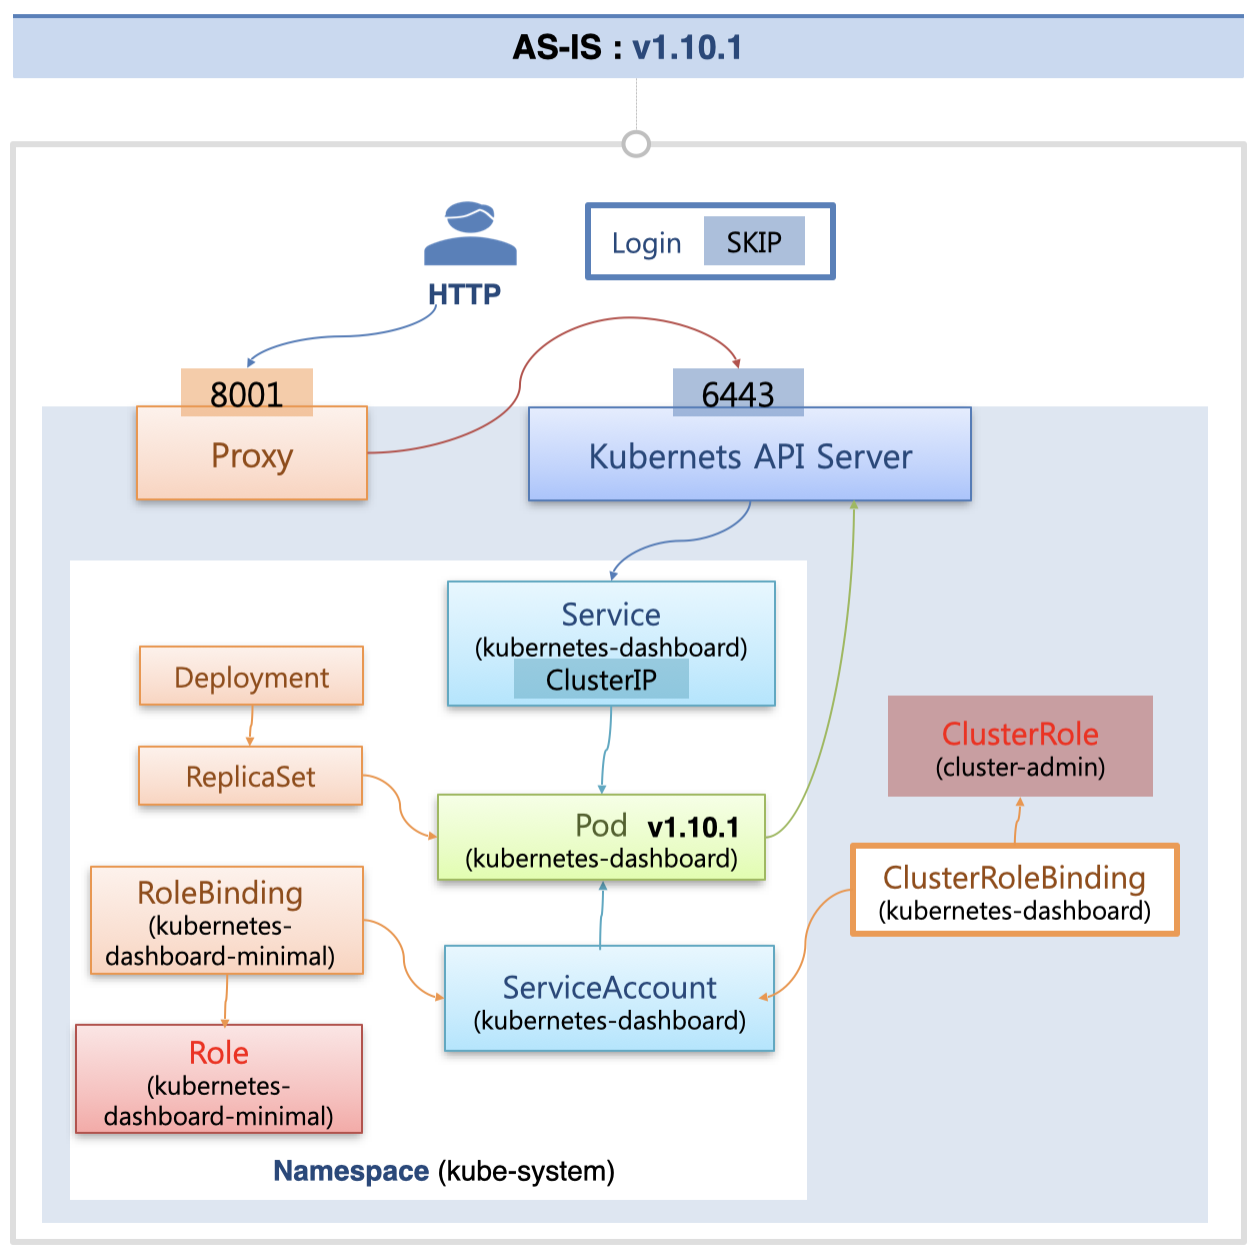 AS-IS : v1.10.1
HTTP
Login SKIP
8001
Proxy
6443
Kubernets API Server
Service
(kubernetes-dashboard)
ClusterIP
Deployment
ReplicaSet
Pod v1.10.1
(kubernetes-dashboard)
ClusterRole
(cluster-admin)
ClusterRoleBinding
(kubernetes-dashboard)
RoleBinding
(kubernetes-
dashboard-minimal)
ServiceAccount
(kubernetes-dashboard)
Role
(kubernetes-
dashboard-minimal)
Namespace (kube-system)